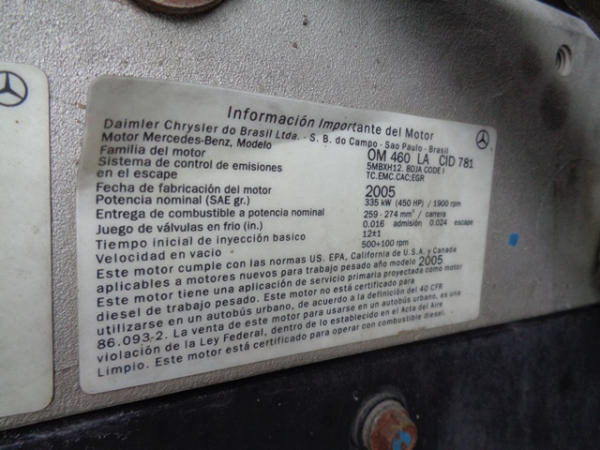 Información Importante del Motor
Daimler Chrysler do Brasil Ltda. - S. B. do Campo - Sao Paulo - Brasil
Motor Mercedes-Benz, Modelo OM 460 LA CID 781
Familia del motor 5MBXH12. 8DJA CODE I
Sistema de control de emisiones TC.EMC.CAC;EGR
en el escape
Fecha de fabricación del motor 2005
Potencia nominal (SAE gr.) 335 kW (450 HP) / 1900 rpm
Entrega de combustible a potencia nominal 259 - 274 mm³ / carrera
Juego de válvulas en frio (in.) 0.016 admisión 0.024 escape
Tiempo inicial de inyección basico 12±1
Velocidad en vacio 500+100 rpm
Este motor cumple con las normas US. EPA, California de U.S.A. y Canada
aplicables a motores nuevos para trabajo pesado año modelo 2005
Este motor tiene una aplicación de servicio primaria proyectada como motor
diesel de trabajo pesado. Este motor no está certificado para
utilizarse en un autobús urbano, de acuerdo a la definición del 40 CFR
86.093-2. La venta de este motor para usarse en un autobus urbano, es una
violación de la Ley Federal, dentro de lo establecido en el Acta del Aire
Limpio. Este motor está certificado para operar con combustible diesel.